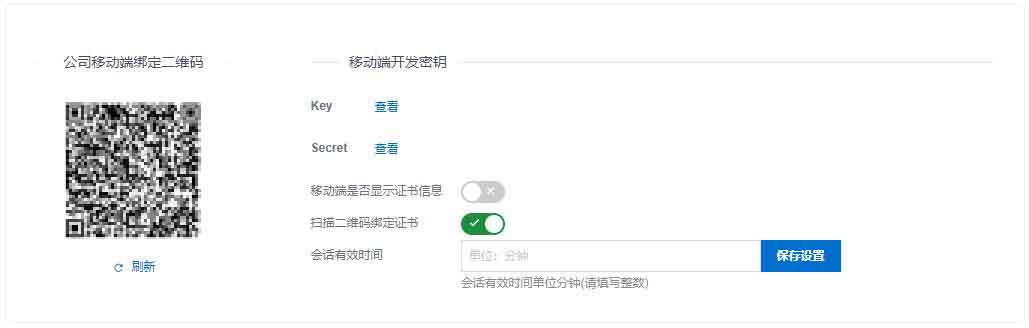 公司移动端绑定二维码
刷新
移动端开发密钥
Key 查看
Secret 查看
移动端是否显示证书信息
扫描二维码绑定证书
会话有效时间 单位：分钟 保存设置
会话有效时间单位分钟(请填写整数)